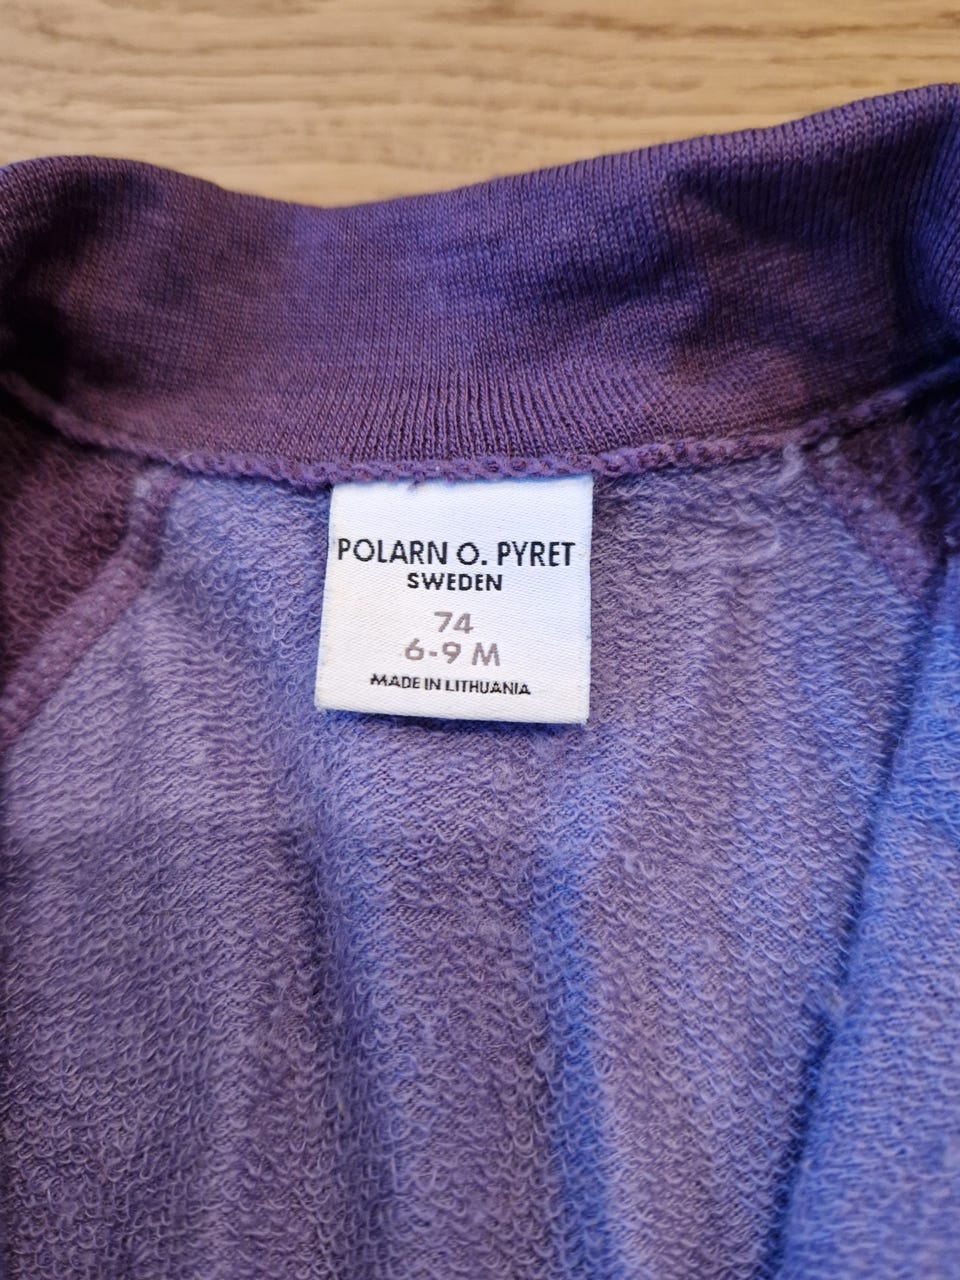 POLARN O. PYRET
SWEDEN
74
6-9 M
MADE IN LITHUANIA